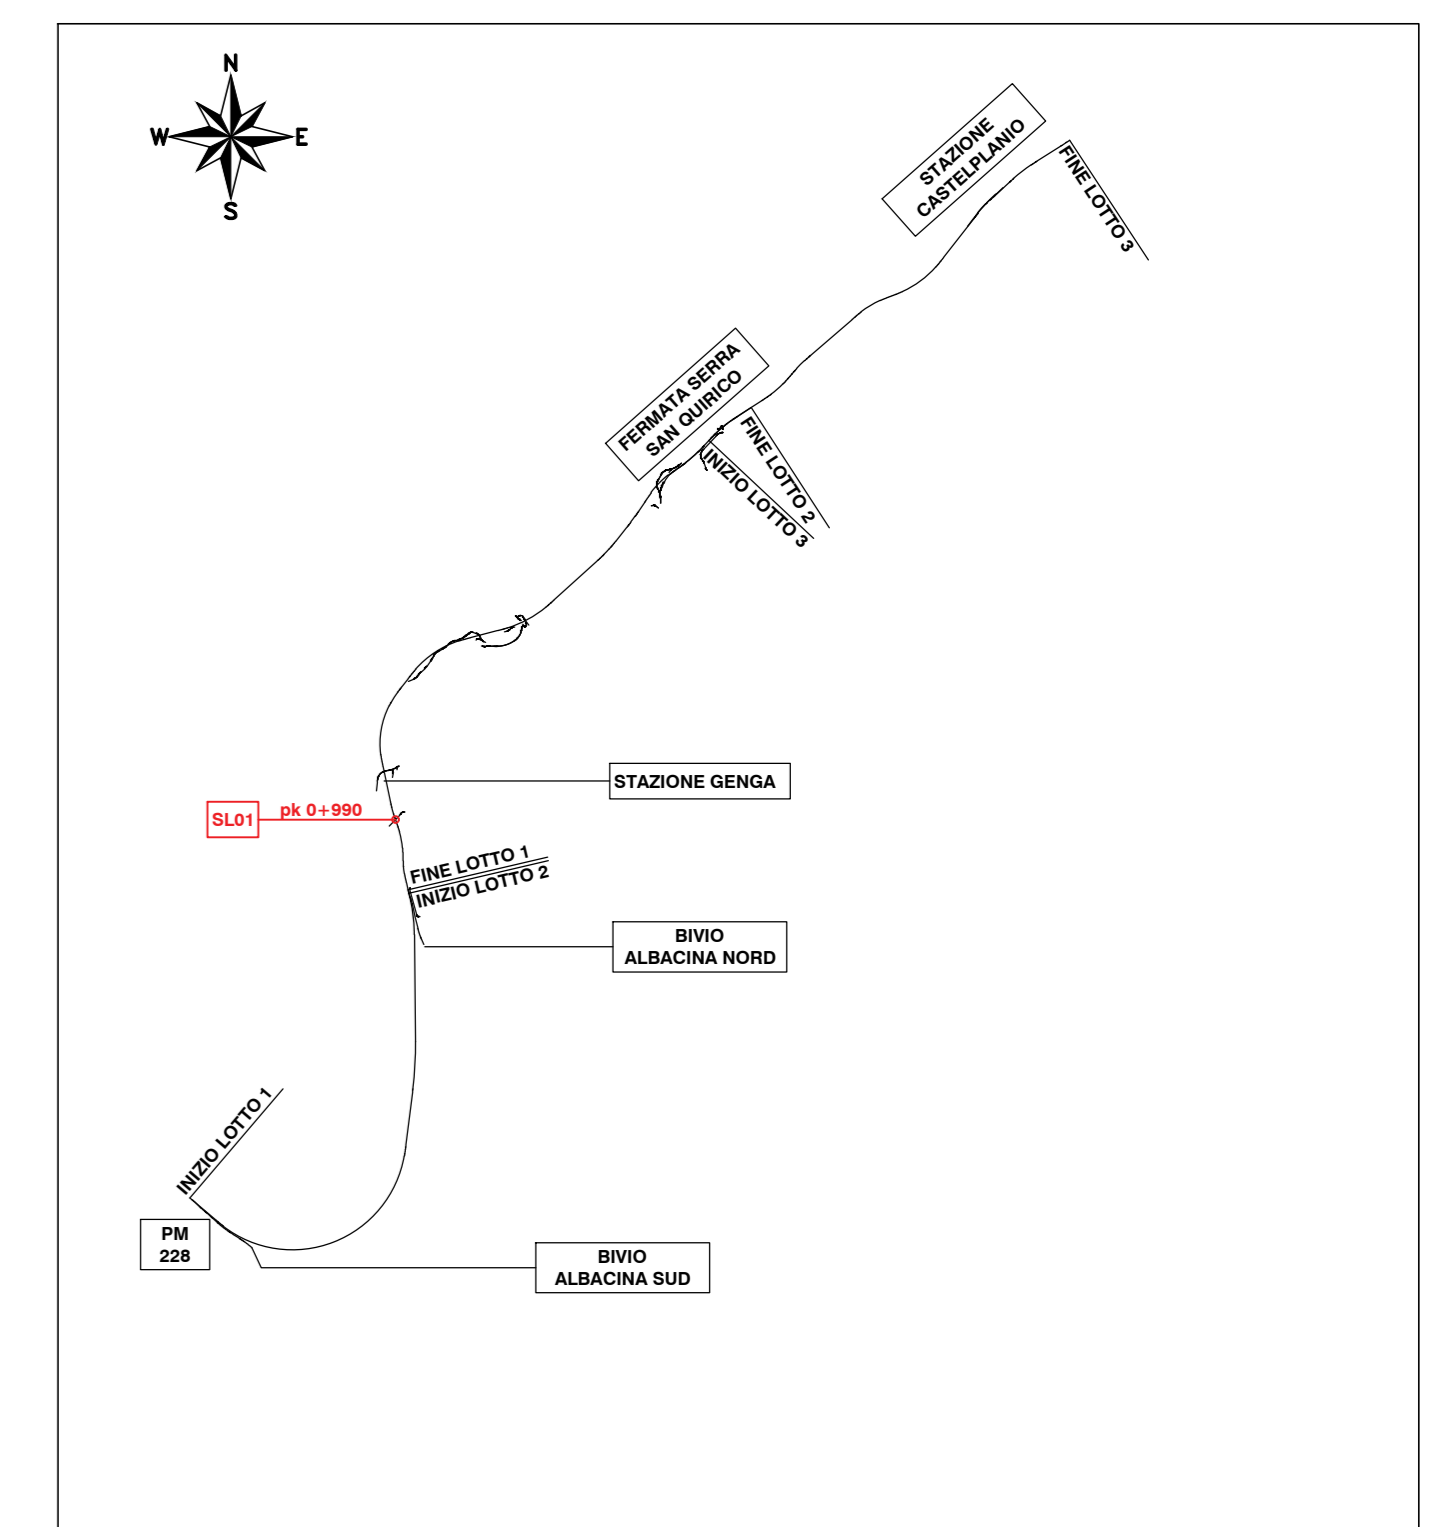 N
W
E
S
STAZIONE
CASTELPLANIO
FINE LOTTO 3
FERMATA SERRA
SAN QUIRICO
FINE LOTTO 2
INIZIO LOTTO 3
STAZIONE GENGA
SL01
pk 0+990
FINE LOTTO 1
INIZIO LOTTO 2
BIVIO
ALBACINA NORD
INIZIO LOTTO 1
PM
228
BIVIO
ALBACINA SUD